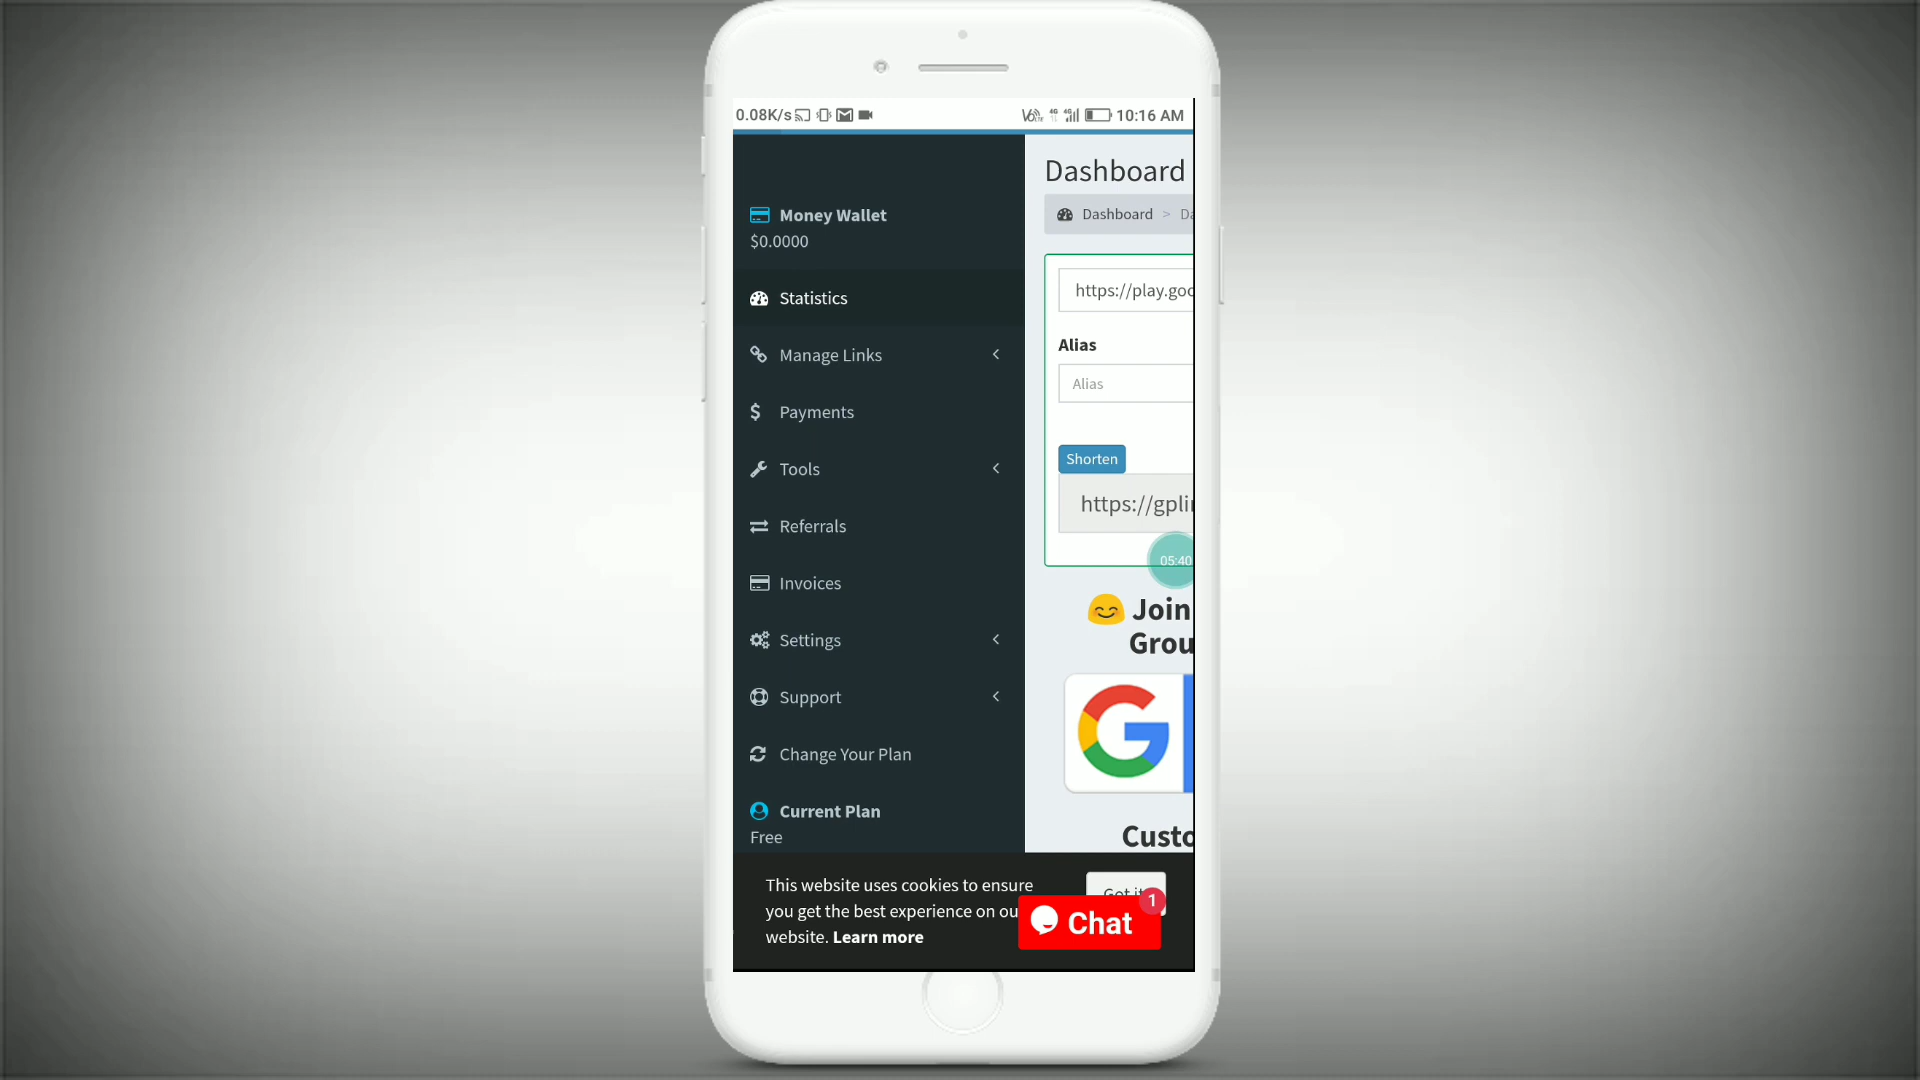 0.08K/s
10:16 AM
Money Wallet
$0.0000
Statistics
Manage Links
Payments
Tools
Referrals
Invoices
Settings
Support
Change Your Plan
Current Plan
Free
Dashboard
Dashboard >
https://play.goo
Alias
Alias
Shorten
https://gplin
05:40
😊 Join
Grou
G
Custo
This website uses cookies to ensure
you get the best experience on ou
website. Learn more
Got it
1
Chat